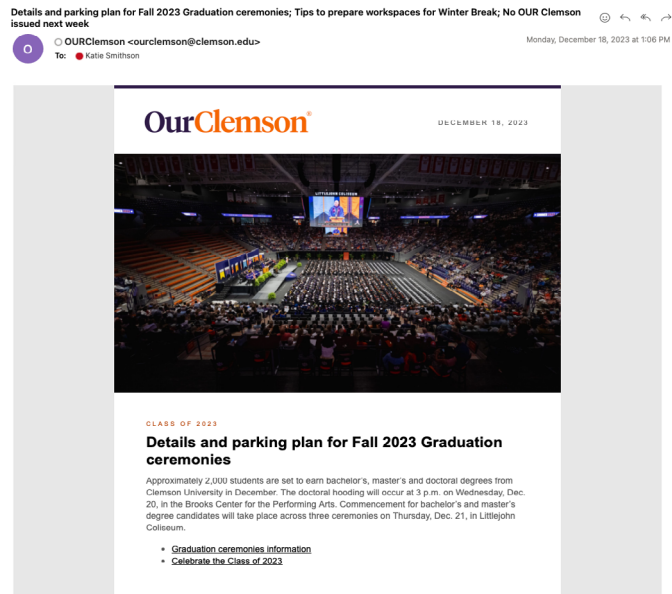 Details and parking plan for Fall 2023 Graduation ceremonies; Tips to prepare workspaces for Winter Break; No OUR Clemson
issued next week
O
OURClemson <ourclemson@clemson.edu>
Monday, December 18, 2023 at 1:06 PM
To: Katie Smithson
OurClemson®
DECEMBER 18, 2023
LITTLEJOHN COLISEUM
CLASS OF 2023
Details and parking plan for Fall 2023 Graduation
ceremonies
Approximately 2,000 students are set to earn bachelor's, master's and doctoral degrees from
Clemson University in December. The doctoral hooding will occur at 3 p.m. on Wednesday, Dec.
20, in the Brooks Center for the Performing Arts. Commencement for bachelor's and master's
degree candidates will take place across three ceremonies on Thursday, Dec. 21, in Littlejohn
Coliseum.
• Graduation ceremonies information
• Celebrate the Class of 2023